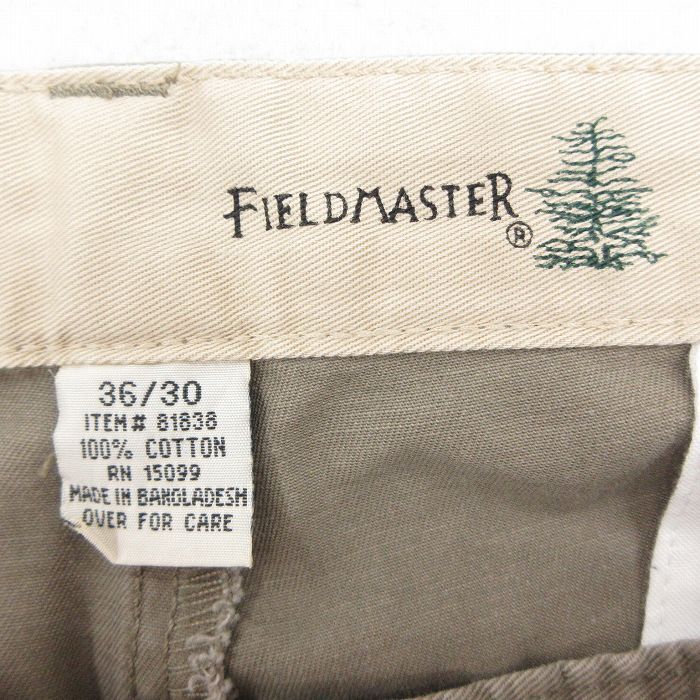 FIELDMASTER®
36/30
ITEM# 81838
100% COTTON
RN 15099
MADE IN BANGLADESH
OVER FOR CARE